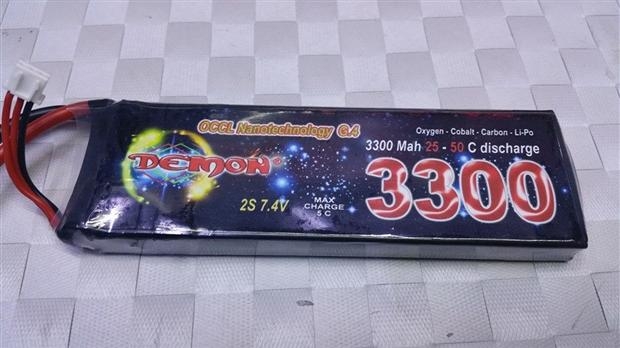 OCCL Nanotechnology G.4
DEMON
2S 7.4V
MAX
CHARGE
5 C
Oxygen - Cobalt - Carbon - Li-Po
3300 Mah 25 - 50 C discharge
3300